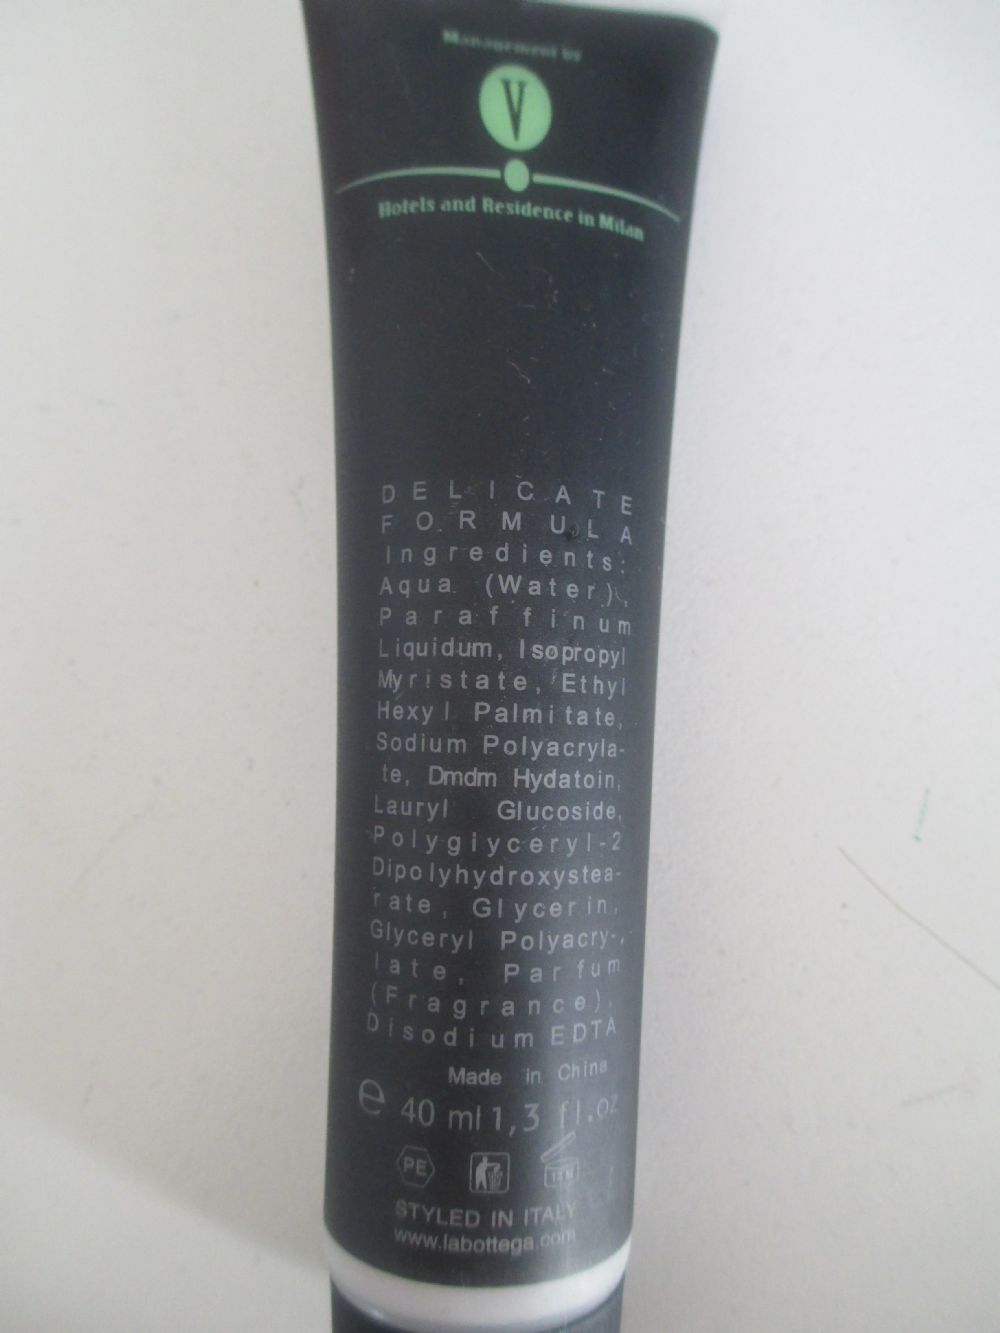 Management by
V
Hotels and Residence in Milan
DELICATE
FORMULA
Ingredients:
Aqua (Water),
Paraffinum
Liquidum, Isopropyl
Myristate, Ethyl
Hexyl Palmitate,
Sodium Polyacryla-
te, Dmdm Hydatoin,
Lauryl Glucoside,
Polyglyceryl-2
Dipolyhydroxystea-
rate, Glycerin,
Glyceryl Polyacry-
late, Parfum
(Fragrance),
Disodium EDTA
Made in China
e 40 ml 1,3 fl.oz
PE
STYLED IN ITALY
www.labottega.com